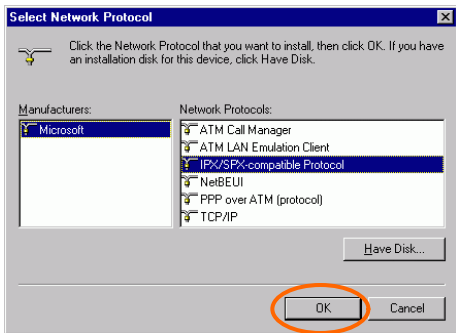 Select Network Protocol
Click the Network Protocol that you want to install, then click OK. If you have
an installation disk for this device, click Have Disk.
Manufacturers:
Microsoft
Network Protocols:
ATM Call Manager
ATM LAN Emulation Client
IPX/SPX-compatible Protocol
NetBEUI
PPP over ATM (protocol)
TCP/IP
Have Disk...
OK
Cancel